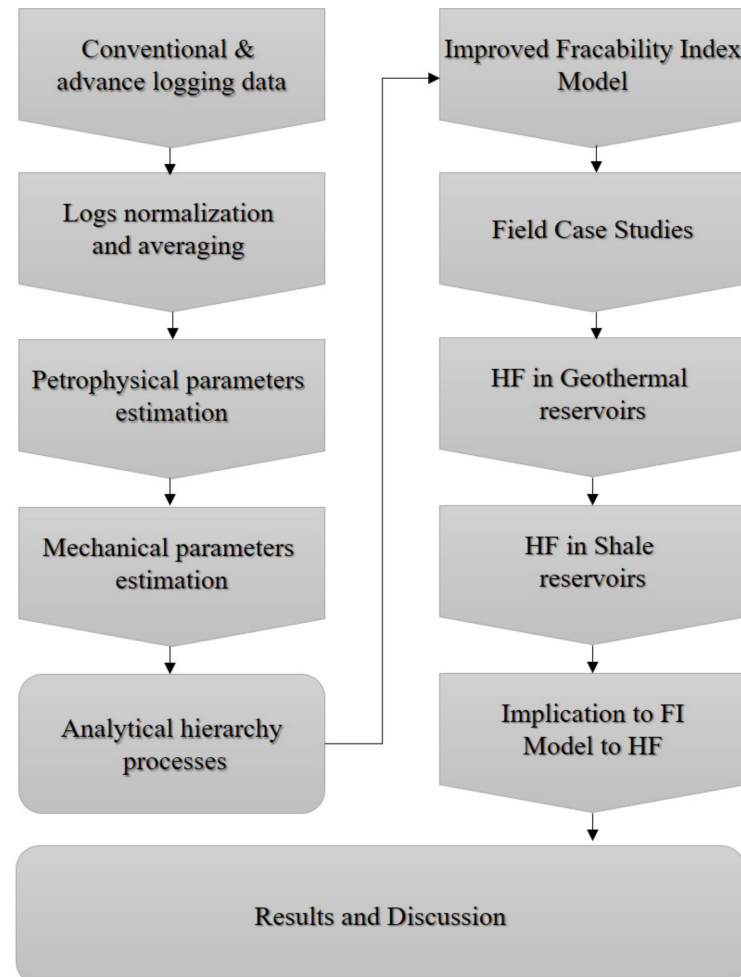 Conventional &
advance logging data
Logs normalization
and averaging
Petrophysical parameters
estimation
Mechanical parameters
estimation
Analytical hierarchy
processes
Improved Fracability Index
Model
Field Case Studies
HF in Geothermal
reservoirs
HF in Shale
reservoirs
Implication to FI
Model to HF
Results and Discussion